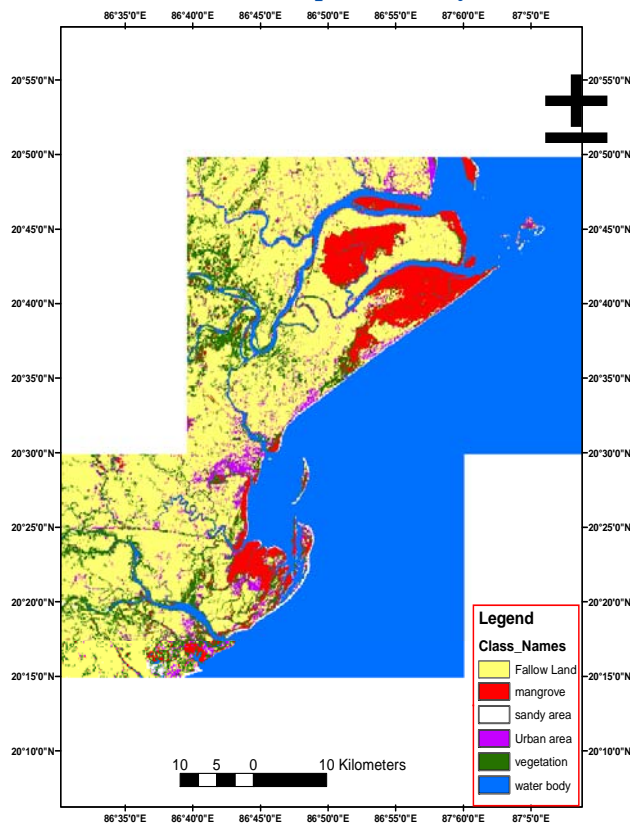 86°35'0"E 86°40'0"E 86°45'0"E 86°50'0"E 86°55'0"E 87°0'0"E 87°5'0"E
20°55'0"N 20°55'0"N
20°50'0"N 20°50'0"N
20°45'0"N 20°45'0"N
20°40'0"N 20°40'0"N
20°35'0"N 20°35'0"N
20°30'0"N 20°30'0"N
20°25'0"N 20°25'0"N
20°20'0"N 20°20'0"N
20°15'0"N 20°15'0"N
20°10'0"N 20°10'0"N
Legend
Class_Names
Fallow Land
mangrove
sandy area
Urban area
vegetation
water body
10 5 0 10 Kilometers
86°35'0"E 86°40'0"E 86°45'0"E 86°50'0"E 86°55'0"E 87°0'0"E 87°5'0"E